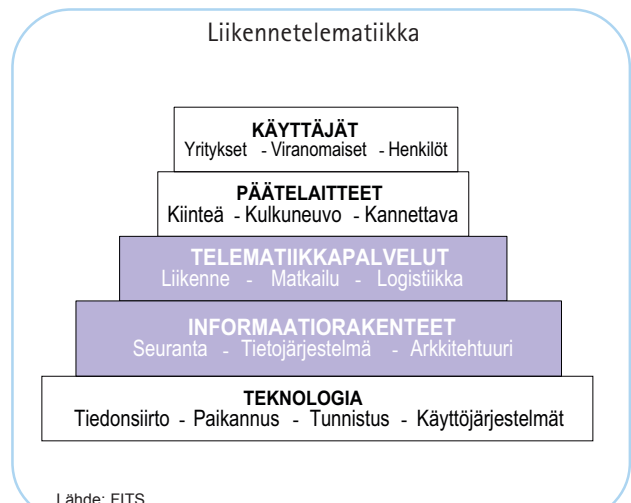 Liikennetelematiikka
KÄYTTÄJÄT
Yritykset - Viranomaiset - Henkilöt
PÄÄTELAITTEET
Kiinteä - Kulkuneuvo - Kannettava
TELEMATIIKKAPALVELUT
Liikenne - Matkailu - Logistiikka
INFORMAATIORAKENTEET
Seuranta - Tietojärjestelmä - Arkkitehtuuri
TEKNOLOGIA
Tiedonsiirto - Paikannus - Tunnistus - Käyttöjärjestelmät
Lähde: FITS